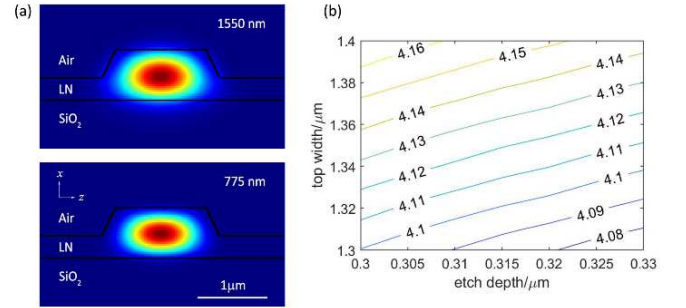 (a)
1550 nm
Air
LN
SiO₂
x
z
775 nm
Air
LN
SiO₂
1μm
(b)
1.4
1.38
1.36
1.34
1.32
1.3
top width/μm
4.16
4.15
4.14
4.14
4.13
4.13
4.12
4.12
4.11
4.11
4.1
4.1
4.09
4.08
0.3 0.305 0.31 0.315 0.32 0.325 0.33
etch depth/μm